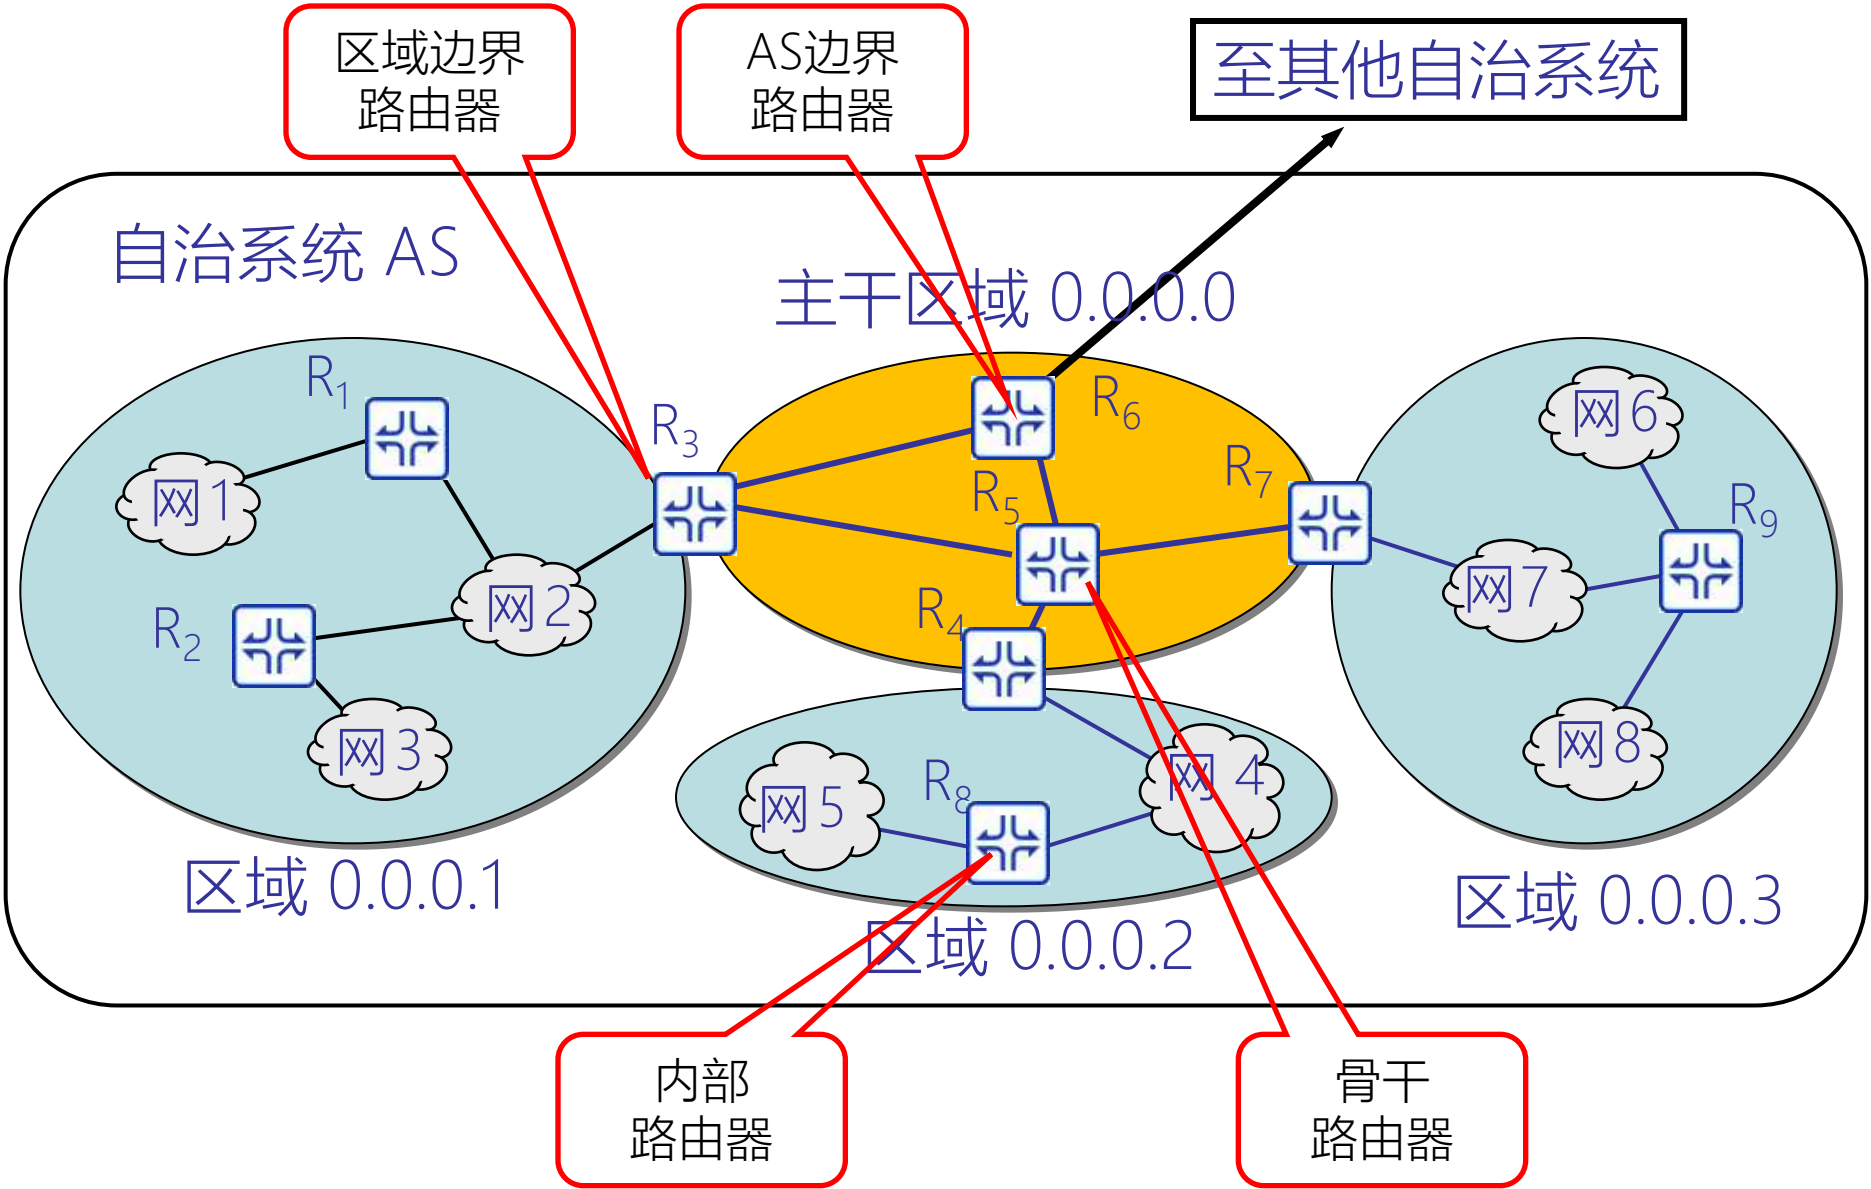 区域边界
路由器
AS边界
路由器
至其他自治系统
自治系统 AS
主干区域 0.0.0.0
R1
R3
R6
网6
网1
R5
R7
R9
R2
网2
R4
网7
网3
网5
R8
网 4
网8
区域 0.0.0.1
区域 0.0.0.2
区域 0.0.0.3
内部
路由器
骨干
路由器